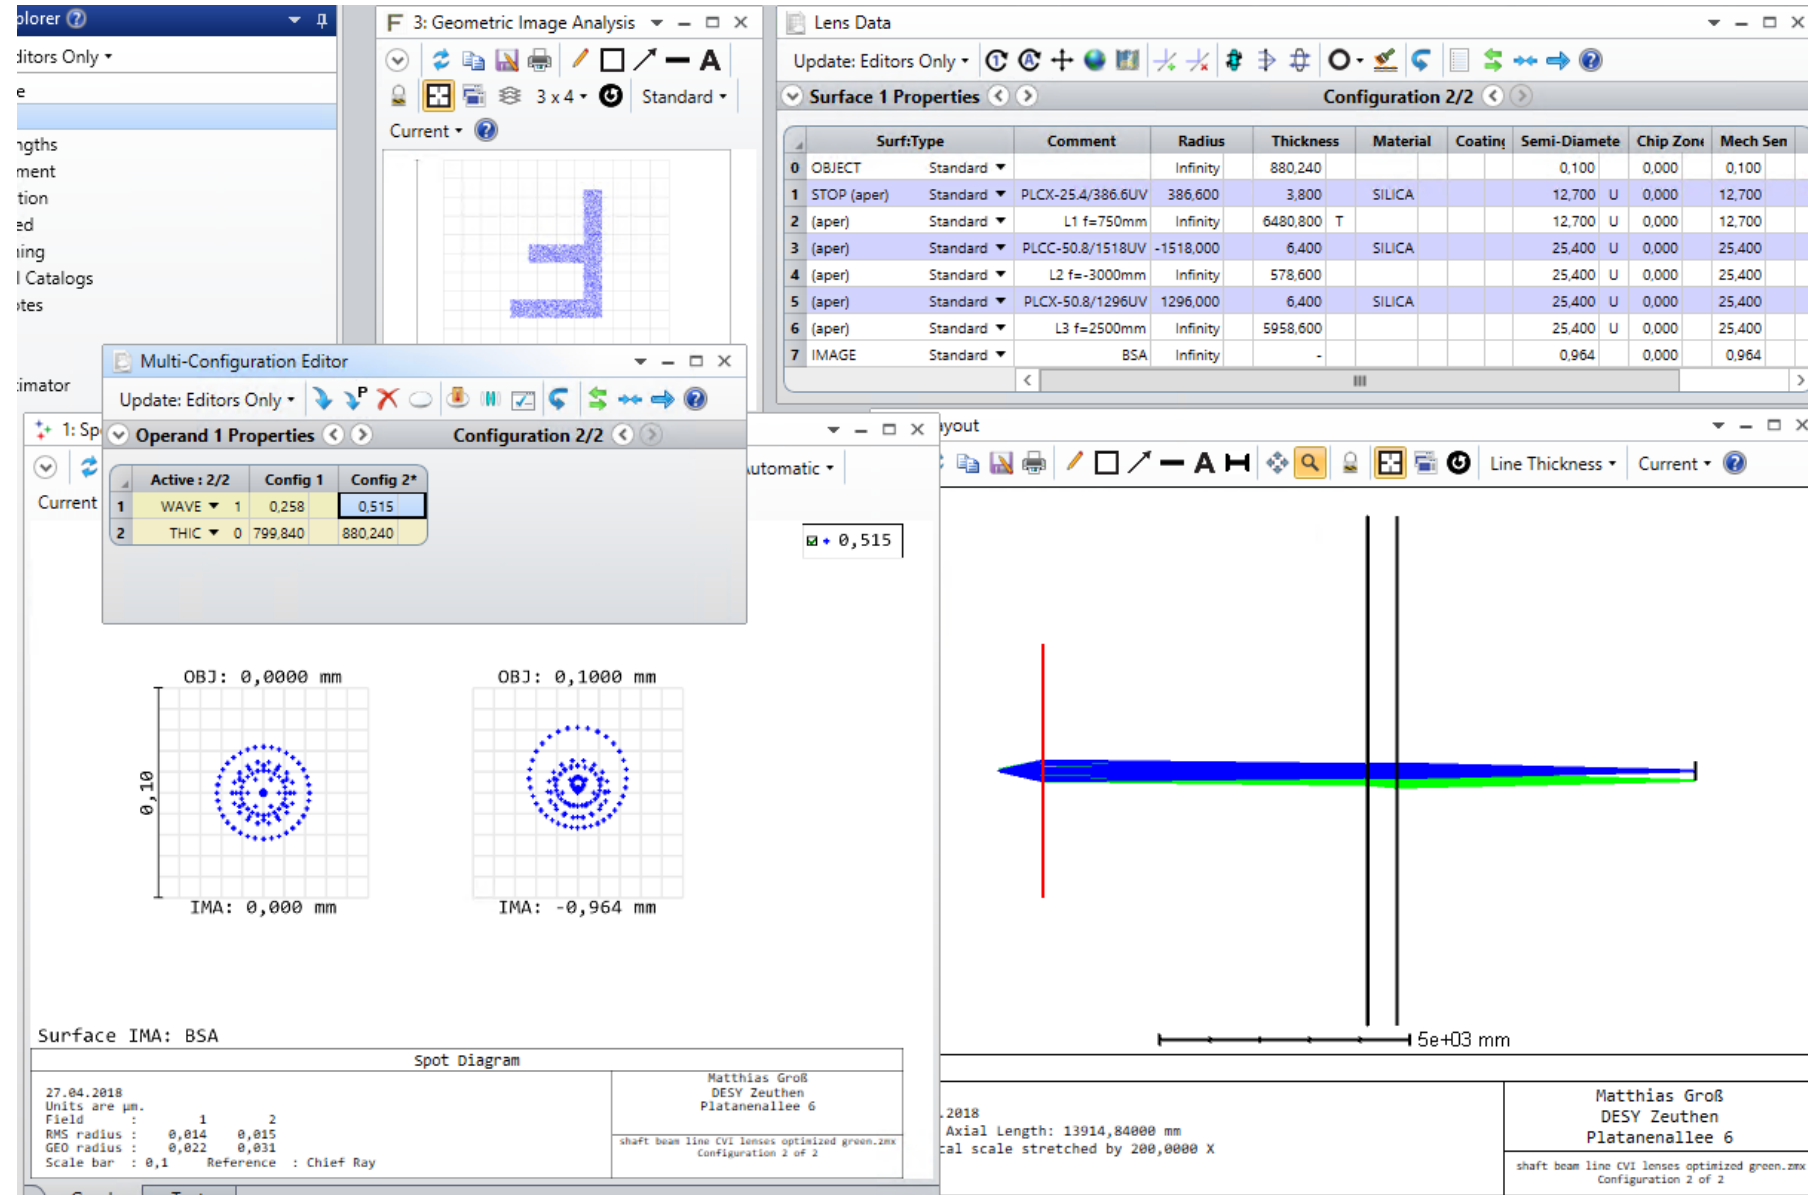 plorer
ditors Only
e
ngths
ment
tion
ed
ning
l Catalogs
otes
timator
F 3: Geometric Image Analysis
A
3 x 4
Standard
Current
Lens Data
Update: Editors Only
Surface 1 Properties
Configuration 2/2
Surf:Type Comment Radius Thickness Material Coating Semi-Diamete Chip Zone Mech Sen
0 OBJECT Standard Infinity 880,240 0,100 0,000 0,100
1 STOP (aper) Standard PLCX-25.4/386.6UV 386,600 3,800 SILICA 12,700 U 0,000 12,700
2 (aper) Standard L1 f=750mm Infinity 6480,800 T 12,700 U 0,000 12,700
3 (aper) Standard PLCC-50.8/1518UV -1518,000 6,400 SILICA 25,400 U 0,000 25,400
4 (aper) Standard L2 f=-3000mm Infinity 578,600 25,400 U 0,000 25,400
5 (aper) Standard PLCX-50.8/1296UV 1296,000 6,400 SILICA 25,400 U 0,000 25,400
6 (aper) Standard L3 f=2500mm Infinity 5958,600 25,400 U 0,000 25,400
7 IMAGE Standard BSA Infinity - 0,964 0,000 0,964
Multi-Configuration Editor
Update: Editors Only
Operand 1 Properties
Configuration 2/2
Active : 2/2 Config 1 Config 2*
1 WAVE 1 0,258 0,515
2 THIC 0 799,840 880,240
1: Sp
utomatic
Current
0,515
OBJ: 0,0000 mm
OBJ: 0,1000 mm
0,10
IMA: 0,000 mm
IMA: -0,964 mm
Surface IMA: BSA
Spot Diagram
27.04.2018
Units are µm.
Field : 1 2
RMS radius : 0,014 0,015
GEO radius : 0,022 0,031
Scale bar : 0,1 Reference : Chief Ray
Matthias Groß
DESY Zeuthen
Platanenallee 6
shaft beam line CVI lenses optimized green.zmx
Configuration 2 of 2
yout
A H
Line Thickness
Current
5e+03 mm
.2018
Axial Length: 13914,84000 mm
cal scale stretched by 200,0000 X
Matthias Groß
DESY Zeuthen
Platanenallee 6
shaft beam line CVI lenses optimized green.zmx
Configuration 2 of 2